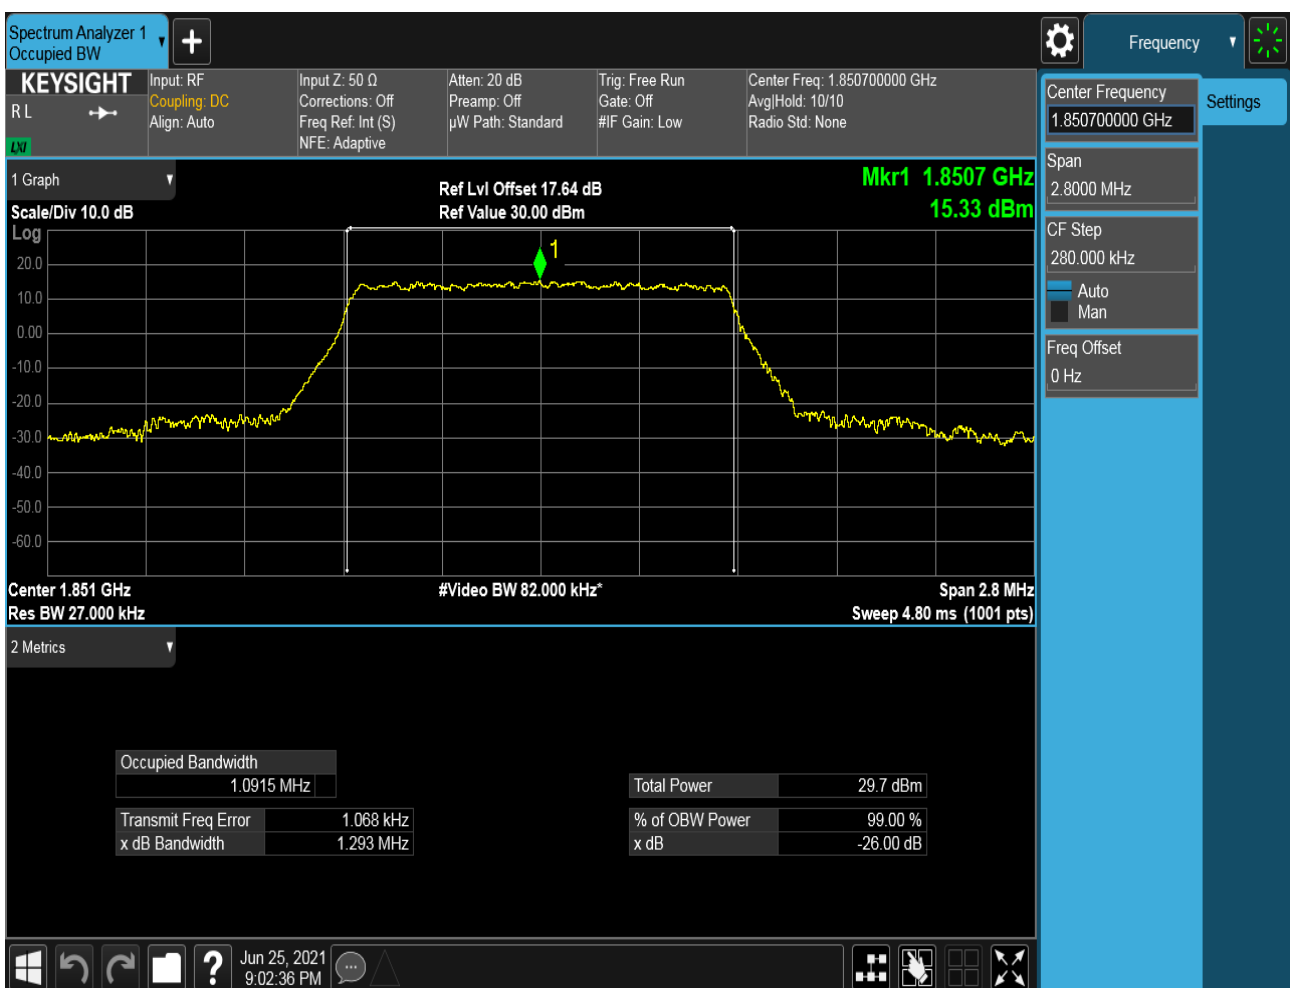 Spectrum Analyzer 1
Occupied BW
Frequency
KEYSIGHT
R L
LXI
Input: RF
Coupling: DC
Align: Auto
Input Z: 50 Ω
Corrections: Off
Freq Ref: Int (S)
NFE: Adaptive
Atten: 20 dB
Preamp: Off
µW Path: Standard
Trig: Free Run
Gate: Off
#IF Gain: Low
Center Freq: 1.850700000 GHz
Avg|Hold: 10/10
Radio Std: None
Center Frequency
1.850700000 GHz
Settings
Span
2.8000 MHz
CF Step
280.000 kHz
Auto
Man
Freq Offset
0 Hz
1 Graph
Scale/Div 10.0 dB
Ref Lvl Offset 17.64 dB
Ref Value 30.00 dBm
Mkr1 1.8507 GHz
15.33 dBm
Log
1
20.0
10.0
0.00
-10.0
-20.0
-30.0
-40.0
-50.0
-60.0
Center 1.851 GHz
Res BW 27.000 kHz
#Video BW 82.000 kHz*
Span 2.8 MHz
Sweep 4.80 ms (1001 pts)
2 Metrics
Occupied Bandwidth
1.0915 MHz
Transmit Freq Error 1.068 kHz
x dB Bandwidth 1.293 MHz
Total Power 29.7 dBm
% of OBW Power 99.00 %
x dB -26.00 dB
?
Jun 25, 2021
9:02:36 PM